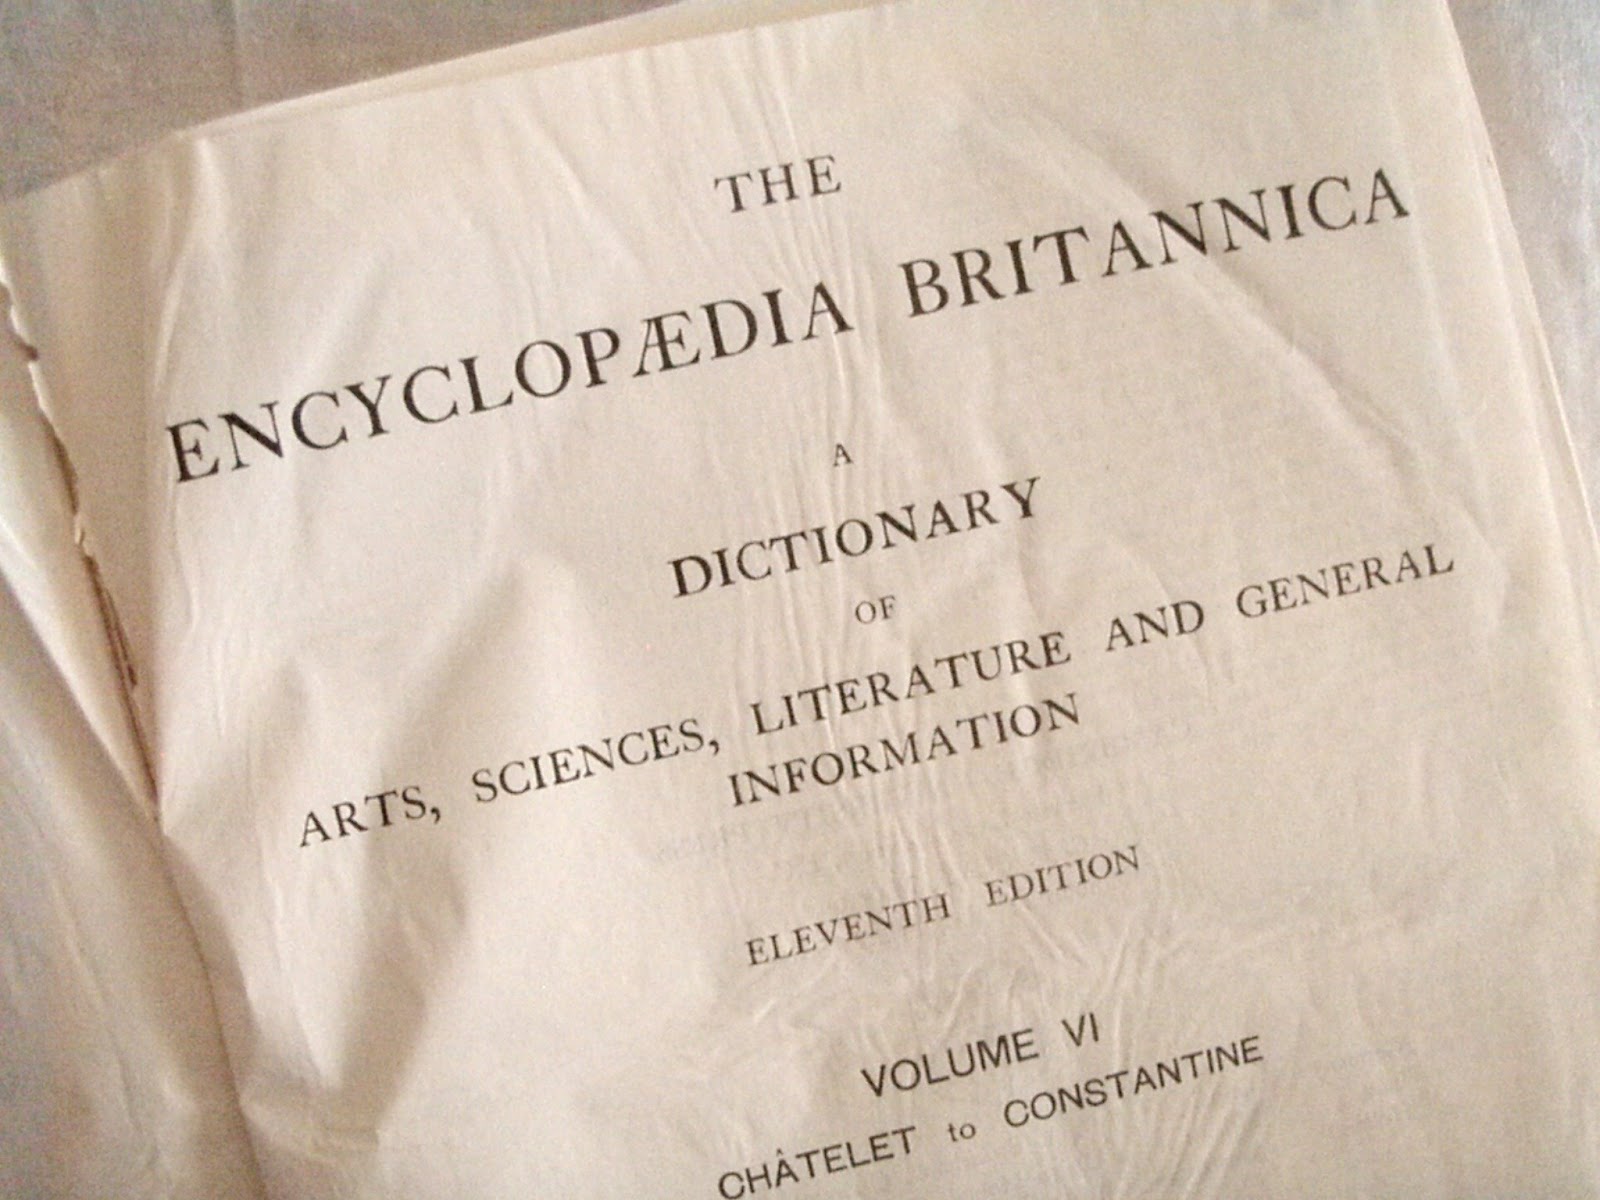 THE
ENCYCLOPÆDIA BRITANNICA
A
DICTIONARY
OF
ARTS, SCIENCES, LITERATURE AND GENERAL
INFORMATION
ELEVENTH EDITION
VOLUME VI
CHÂTELET to CONSTANTINE